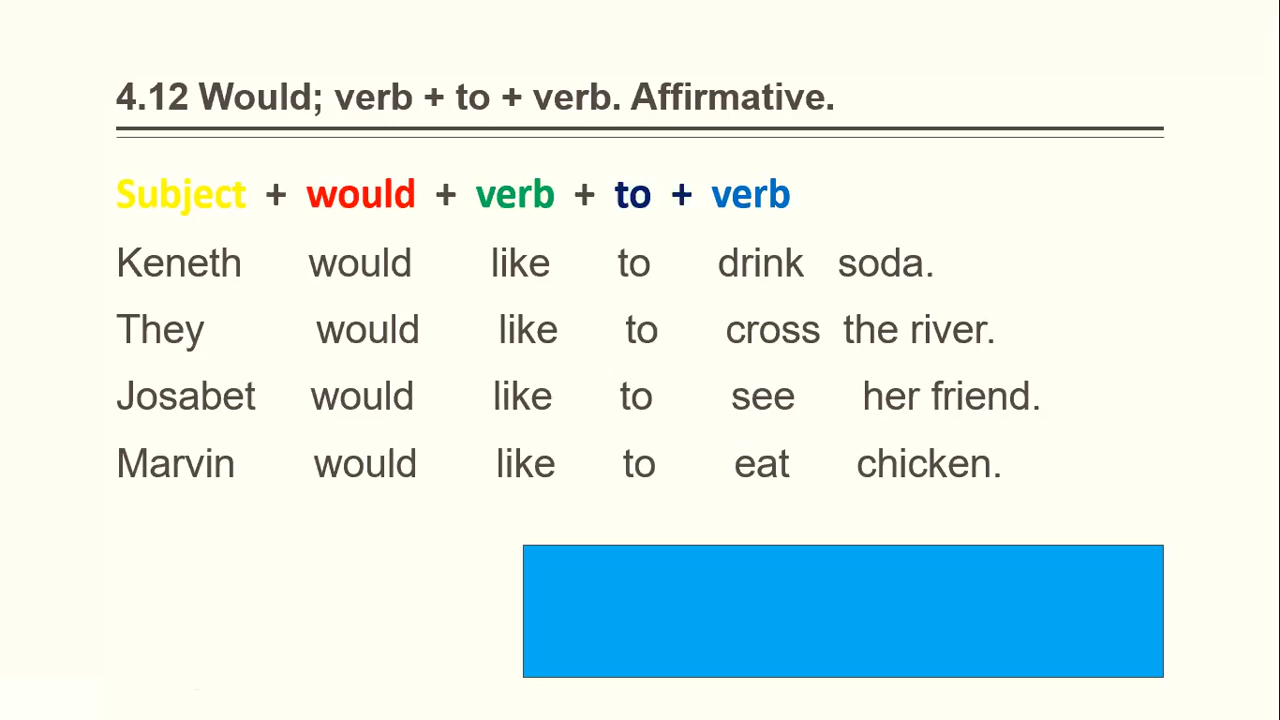 4.12 Would; verb + to + verb. Affirmative.
Subject + would + verb + to + verb
Keneth would like to drink soda.
They would like to cross the river.
Josabet would like to see her friend.
Marvin would like to eat chicken.